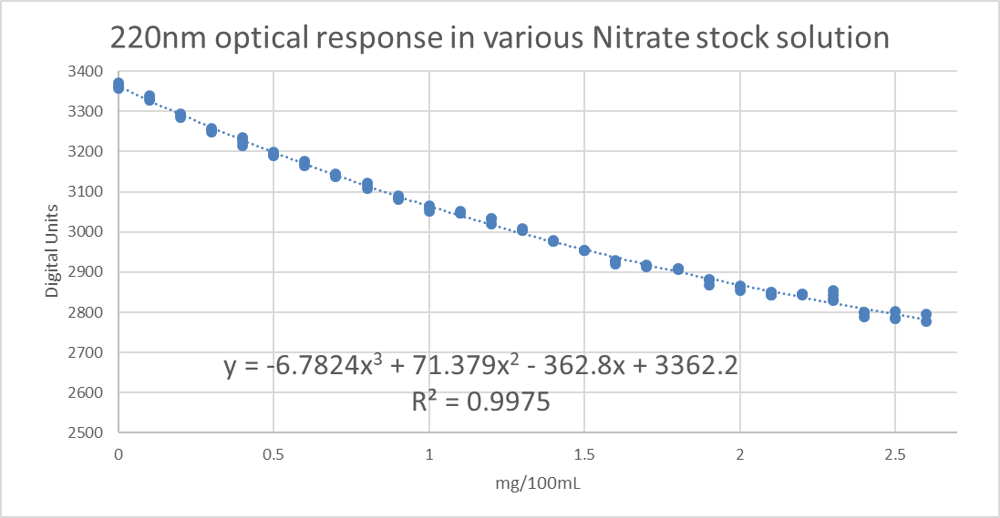 220nm optical response in various Nitrate stock solution
3400
3300
3200
3100
3000
2900
2800
2700
2600
2500
Digital Units
y = -6.7824x³ + 71.379x² - 362.8x + 3362.2
R² = 0.9975
0 0.5 1 1.5 2 2.5
mg/100mL